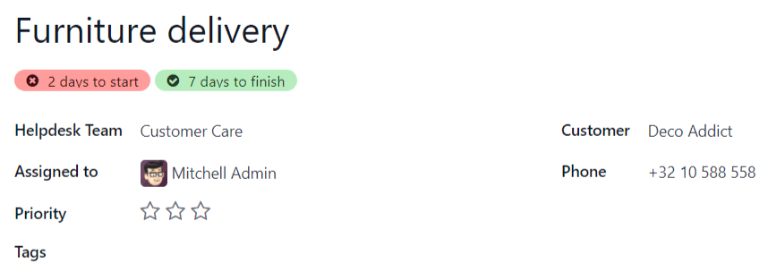 Furniture delivery
2 days to start 7 days to finish
Helpdesk Team Customer Care Customer Deco Addict
Assigned to Mitchell Admin Phone +32 10 588 558
Priority
Tags